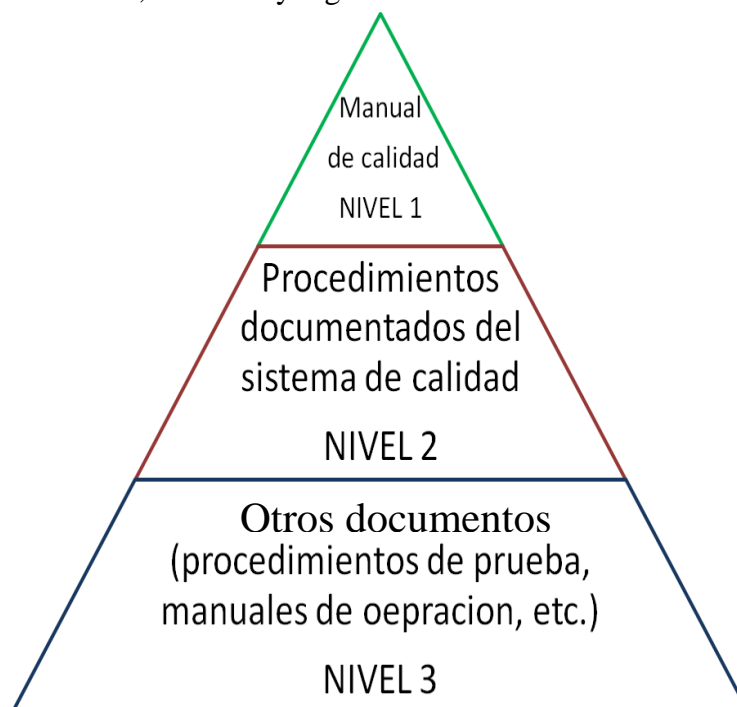 Manual
de calidad
NIVEL 1
Procedimientos
documentados del
sistema de calidad
NIVEL 2
Otros documentos
(procedimientos de prueba,
manuales de oepracion, etc.)
NIVEL 3